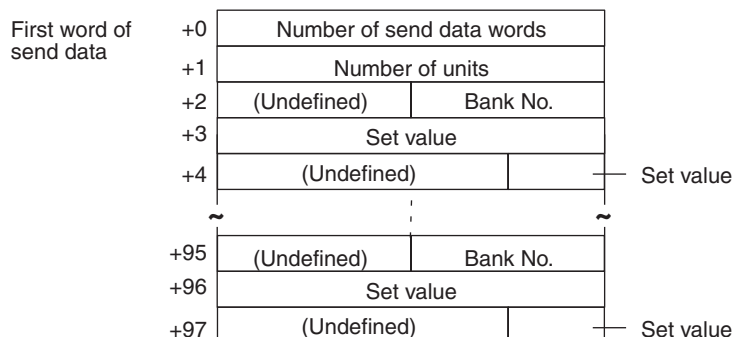 First word of send data
+0 Number of send data words
+1 Number of units
+2 (Undefined) Bank No.
+3 Set value
+4 (Undefined) Set value
~ ~
+95 (Undefined) Bank No.
+96 Set value
+97 (Undefined) Set value